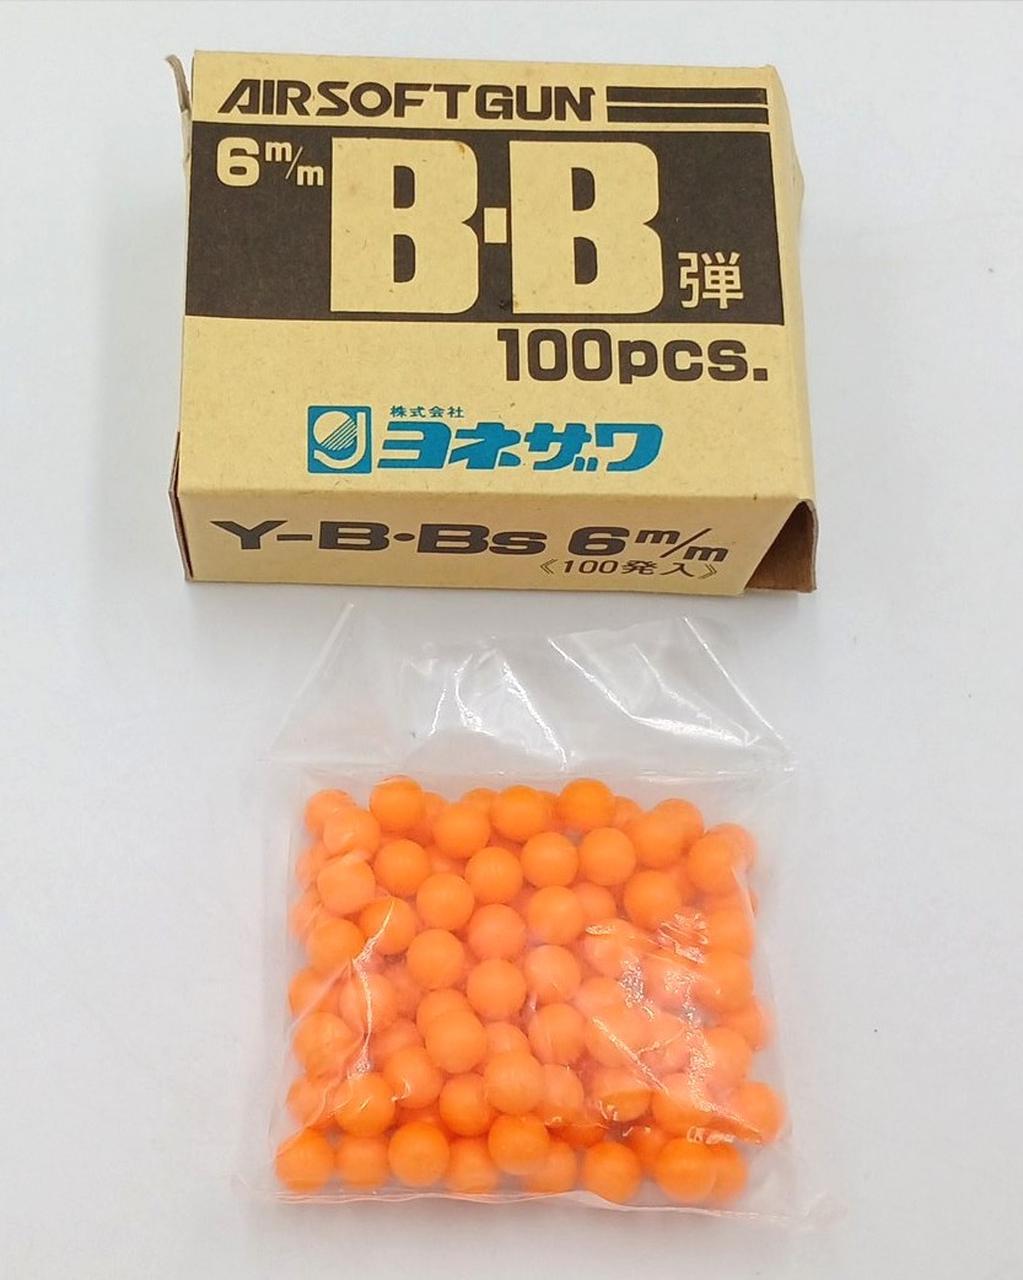 AIRSOFTGUN
6m/m B·B弾
100pcs.
株式会社
ヨネザワ
Y-B·Bs 6m/m
《100発入》